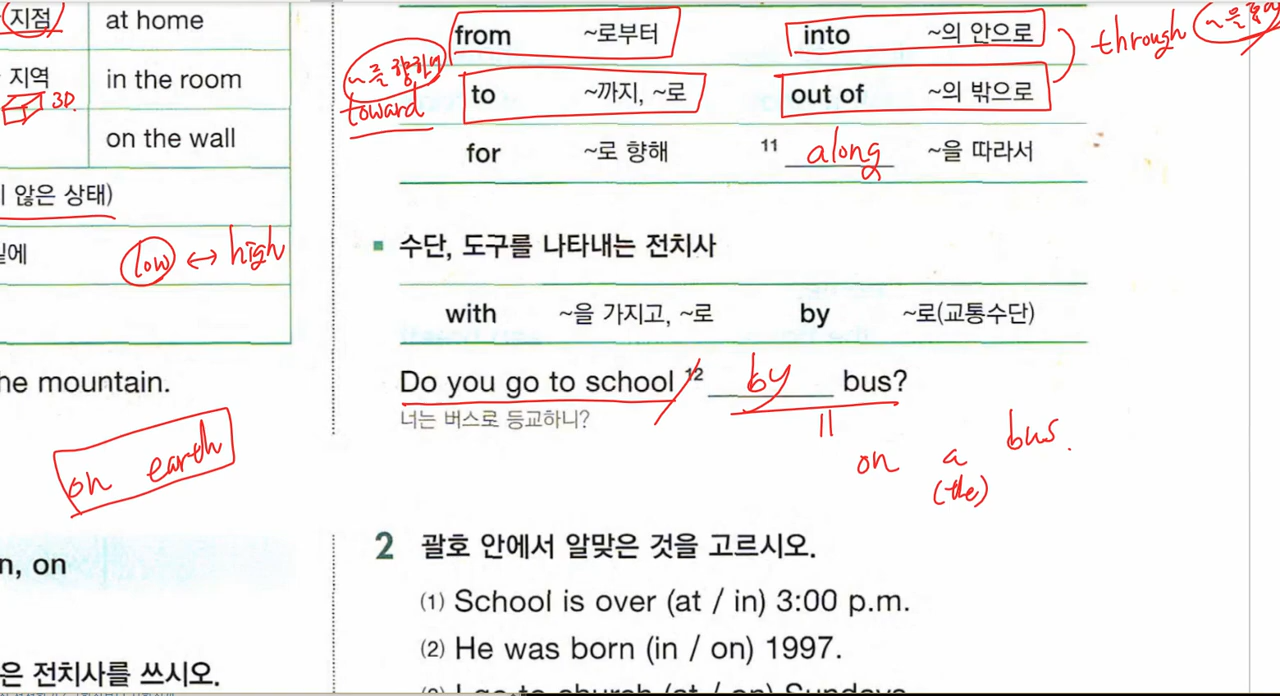 지점 at home
지역 in the room
3D
on the wall
않은 상태)
low ↔ high
he mountain.
on earth
n, on
은 전치사를 쓰시오.
from ~로부터 into ~의 안으로
through
to ~까지, ~로 out of ~의 밖으로
toward
for ~로 향해 11 along ~을 따라서
수단, 도구를 나타내는 전치사
with ~을 가지고, ~로 by ~로(교통수단)
Do you go to school 12 by bus?
너는 버스로 등교하니?
on a bus.
(the)
2 괄호 안에서 알맞은 것을 고르시오.
(1) School is over (at / in) 3:00 p.m.
(2) He was born (in / on) 1997.
I go to church (at / on) Sundays